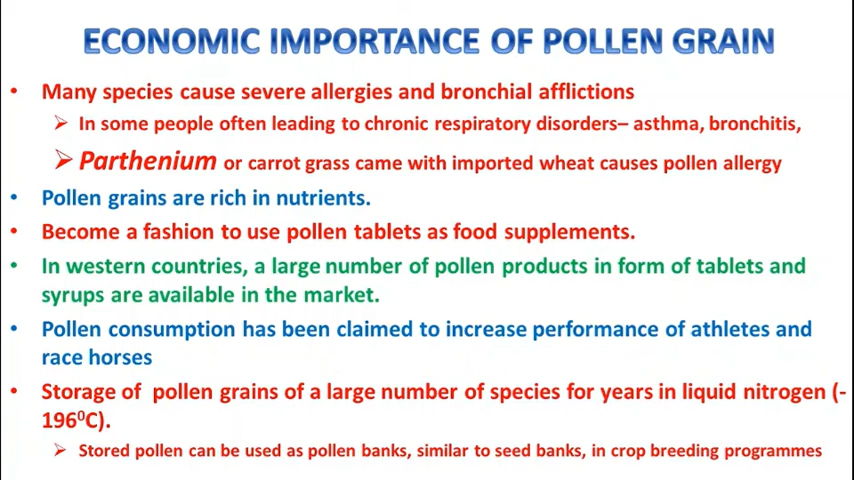 ECONOMIC IMPORTANCE OF POLLEN GRAIN
• Many species cause severe allergies and bronchial afflictions
➢ In some people often leading to chronic respiratory disorders– asthma, bronchitis,
➢ Parthenium or carrot grass came with imported wheat causes pollen allergy
• Pollen grains are rich in nutrients.
• Become a fashion to use pollen tablets as food supplements.
• In western countries, a large number of pollen products in form of tablets and
syrups are available in the market.
• Pollen consumption has been claimed to increase performance of athletes and
race horses
• Storage of pollen grains of a large number of species for years in liquid nitrogen (-
196⁰C).
➢ Stored pollen can be used as pollen banks, similar to seed banks, in crop breeding programmes